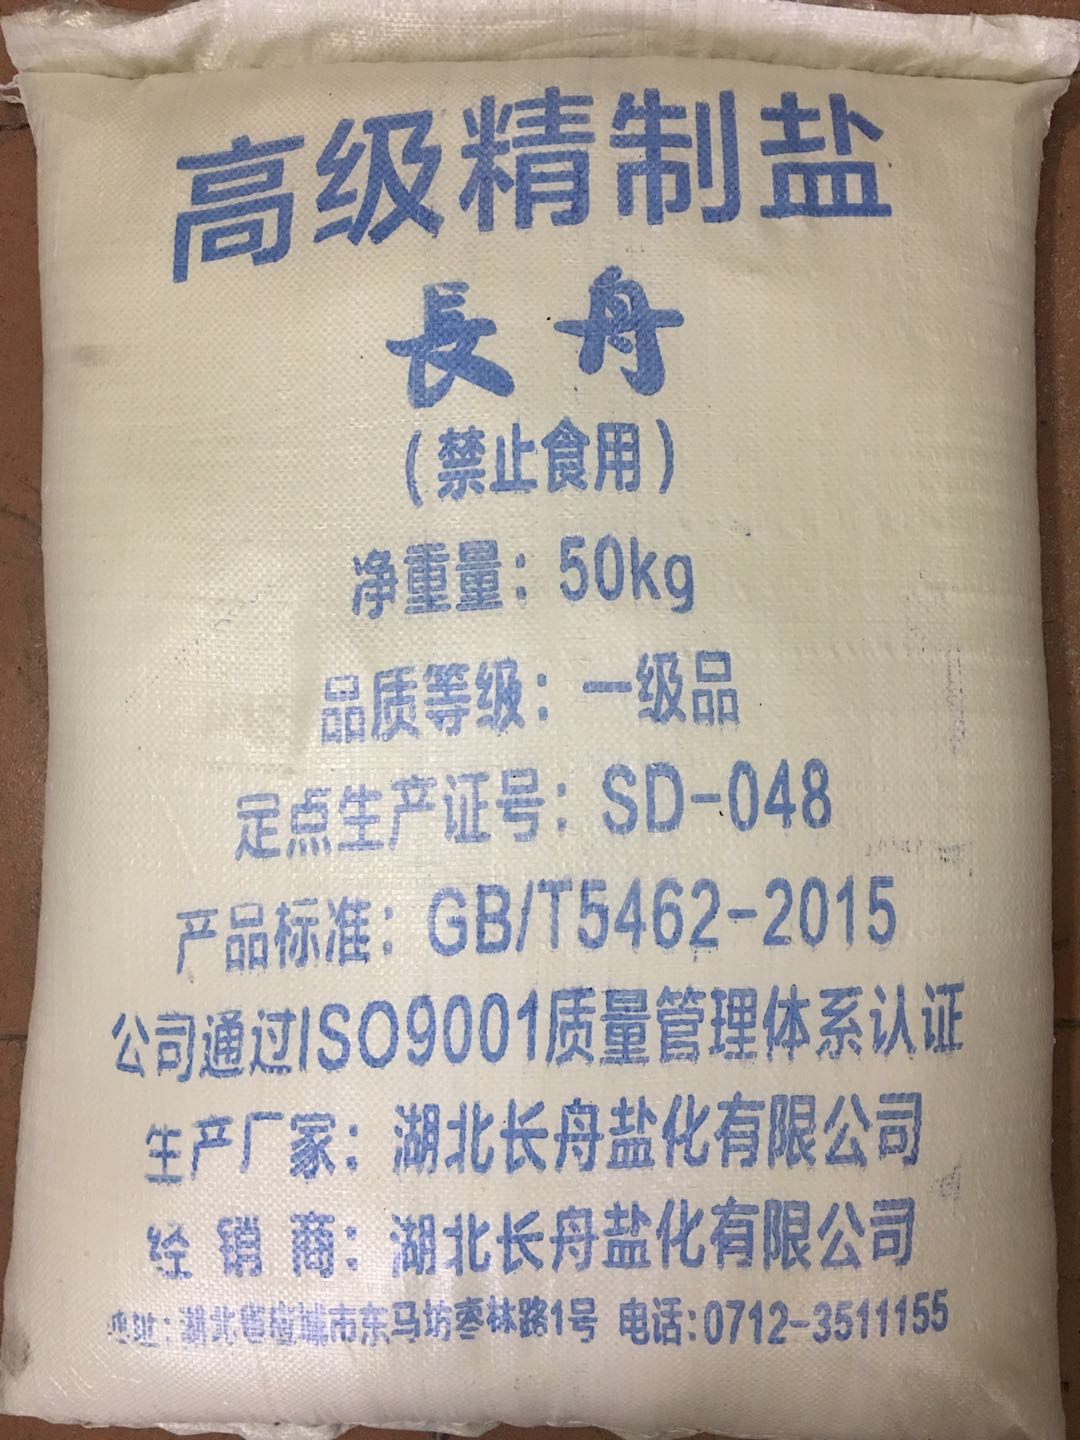 高级精制盐
長舟
(禁止食用)
净重量:50kg
品质等级:一级品
定点生产证号:SD-048
产品标准:GB/T5462-2015
公司通过ISO9001质量管理体系认证
生产厂家:湖北长舟盐化有限公司
经销商:湖北长舟盐化有限公司
地址:湖北省应城市东马坊枣林路1号 电话:0712-3511155